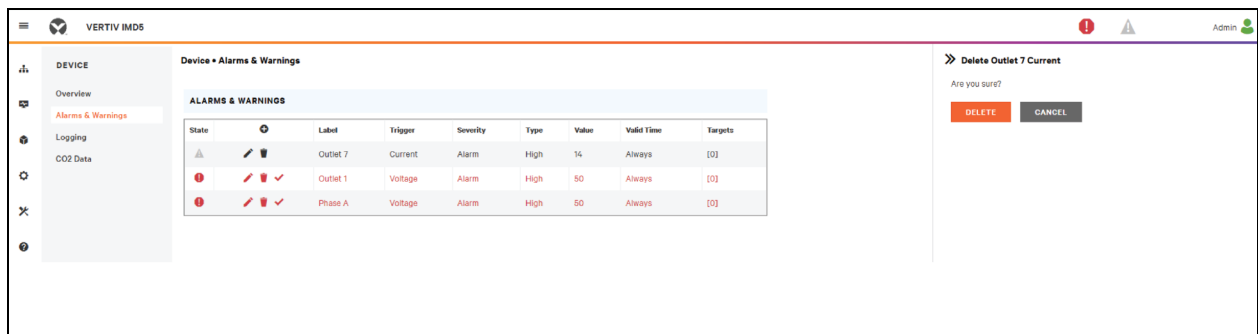 VERTIV IMD5
Admin
DEVICE
Overview
Alarms & Warnings
Logging
CO2 Data
Device • Alarms & Warnings
ALARMS & WARNINGS
State Label Trigger Severity Type Value Valid Time Targets
Outlet 7 Current Alarm High 14 Always [0]
Outlet 1 Voltage Alarm High 50 Always [0]
Phase A Voltage Alarm High 50 Always [0]
Delete Outlet 7 Current
Are you sure?
DELETE CANCEL